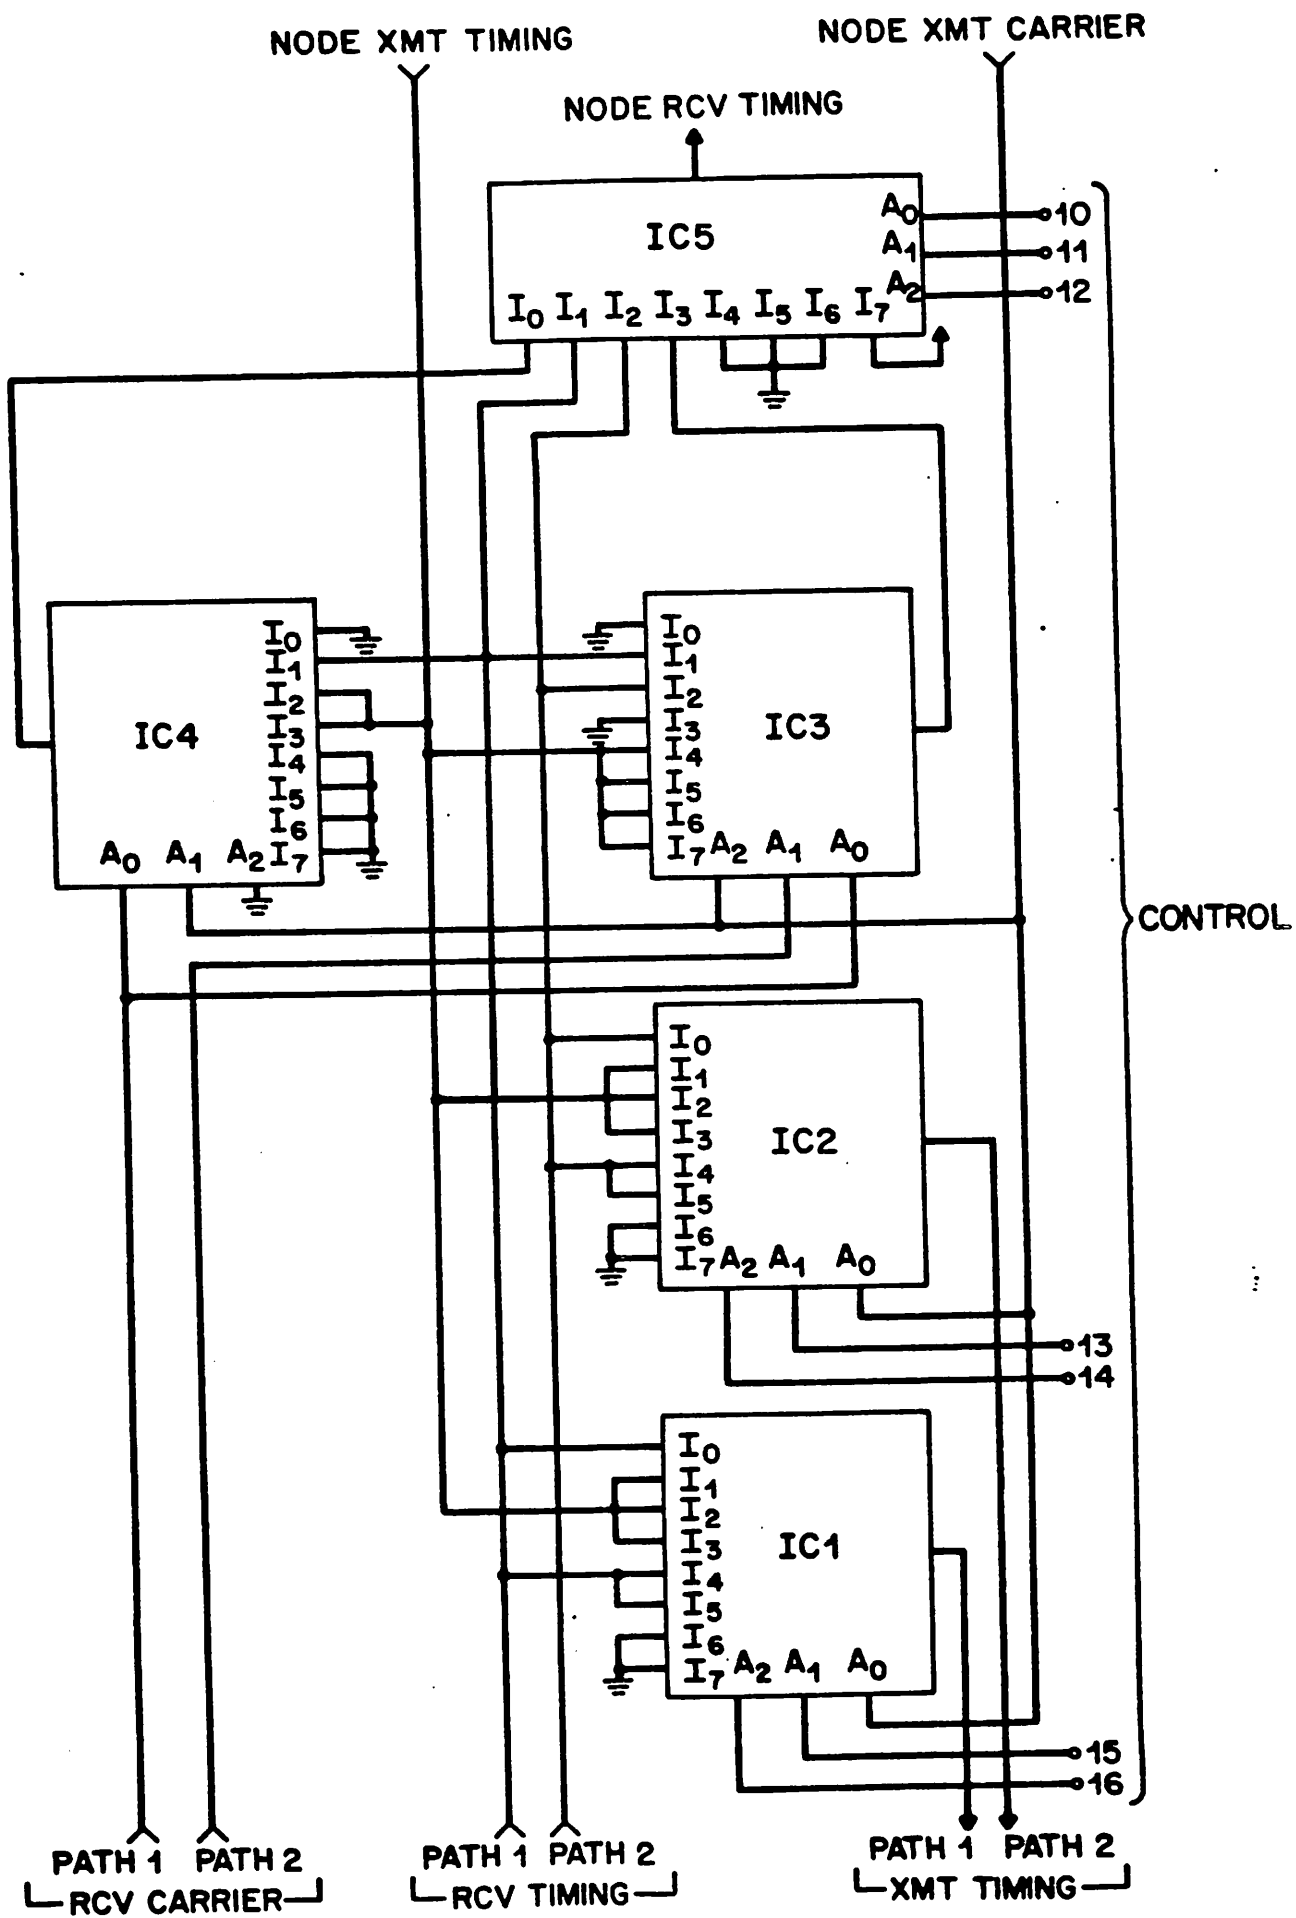 NODE XMT TIMING
NODE XMT CARRIER
NODE RCV TIMING
IC5
A0
A1
A2
10
11
12
I0 I1 I2 I3 I4 I5 I6 I7
IC4
I0
I1
I2
I3
I4
I5
I6
I7
A0 A1 A2
IC3
I0
I1
I2
I3
I4
I5
I6
I7
A2 A1 A0
CONTROL
IC2
I0
I1
I2
I3
I4
I5
I6
I7
A2 A1 A0
13
14
IC1
I0
I1
I2
I3
I4
I5
I6
I7
A2 A1 A0
15
16
PATH 1 PATH 2
RCV CARRIER
PATH 1 PATH 2
RCV TIMING
PATH 1 PATH 2
XMT TIMING